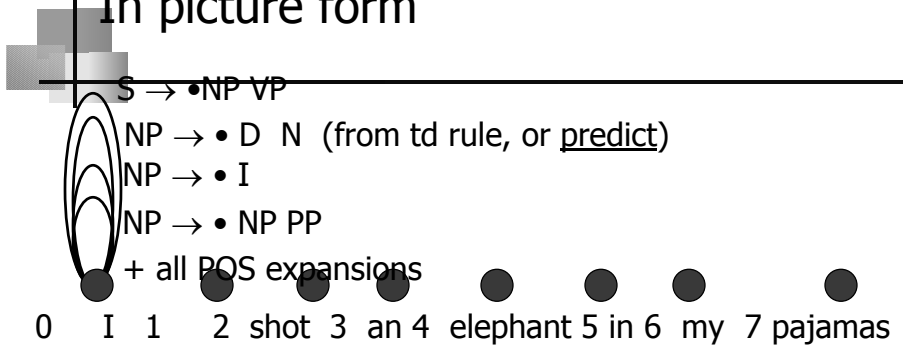 In picture form
S → •NP VP
NP → • D N (from td rule, or predict)
NP → • I
NP → • NP PP
+ all POS expansions
0 I 1 2 shot 3 an 4 elephant 5 in 6 my 7 pajamas